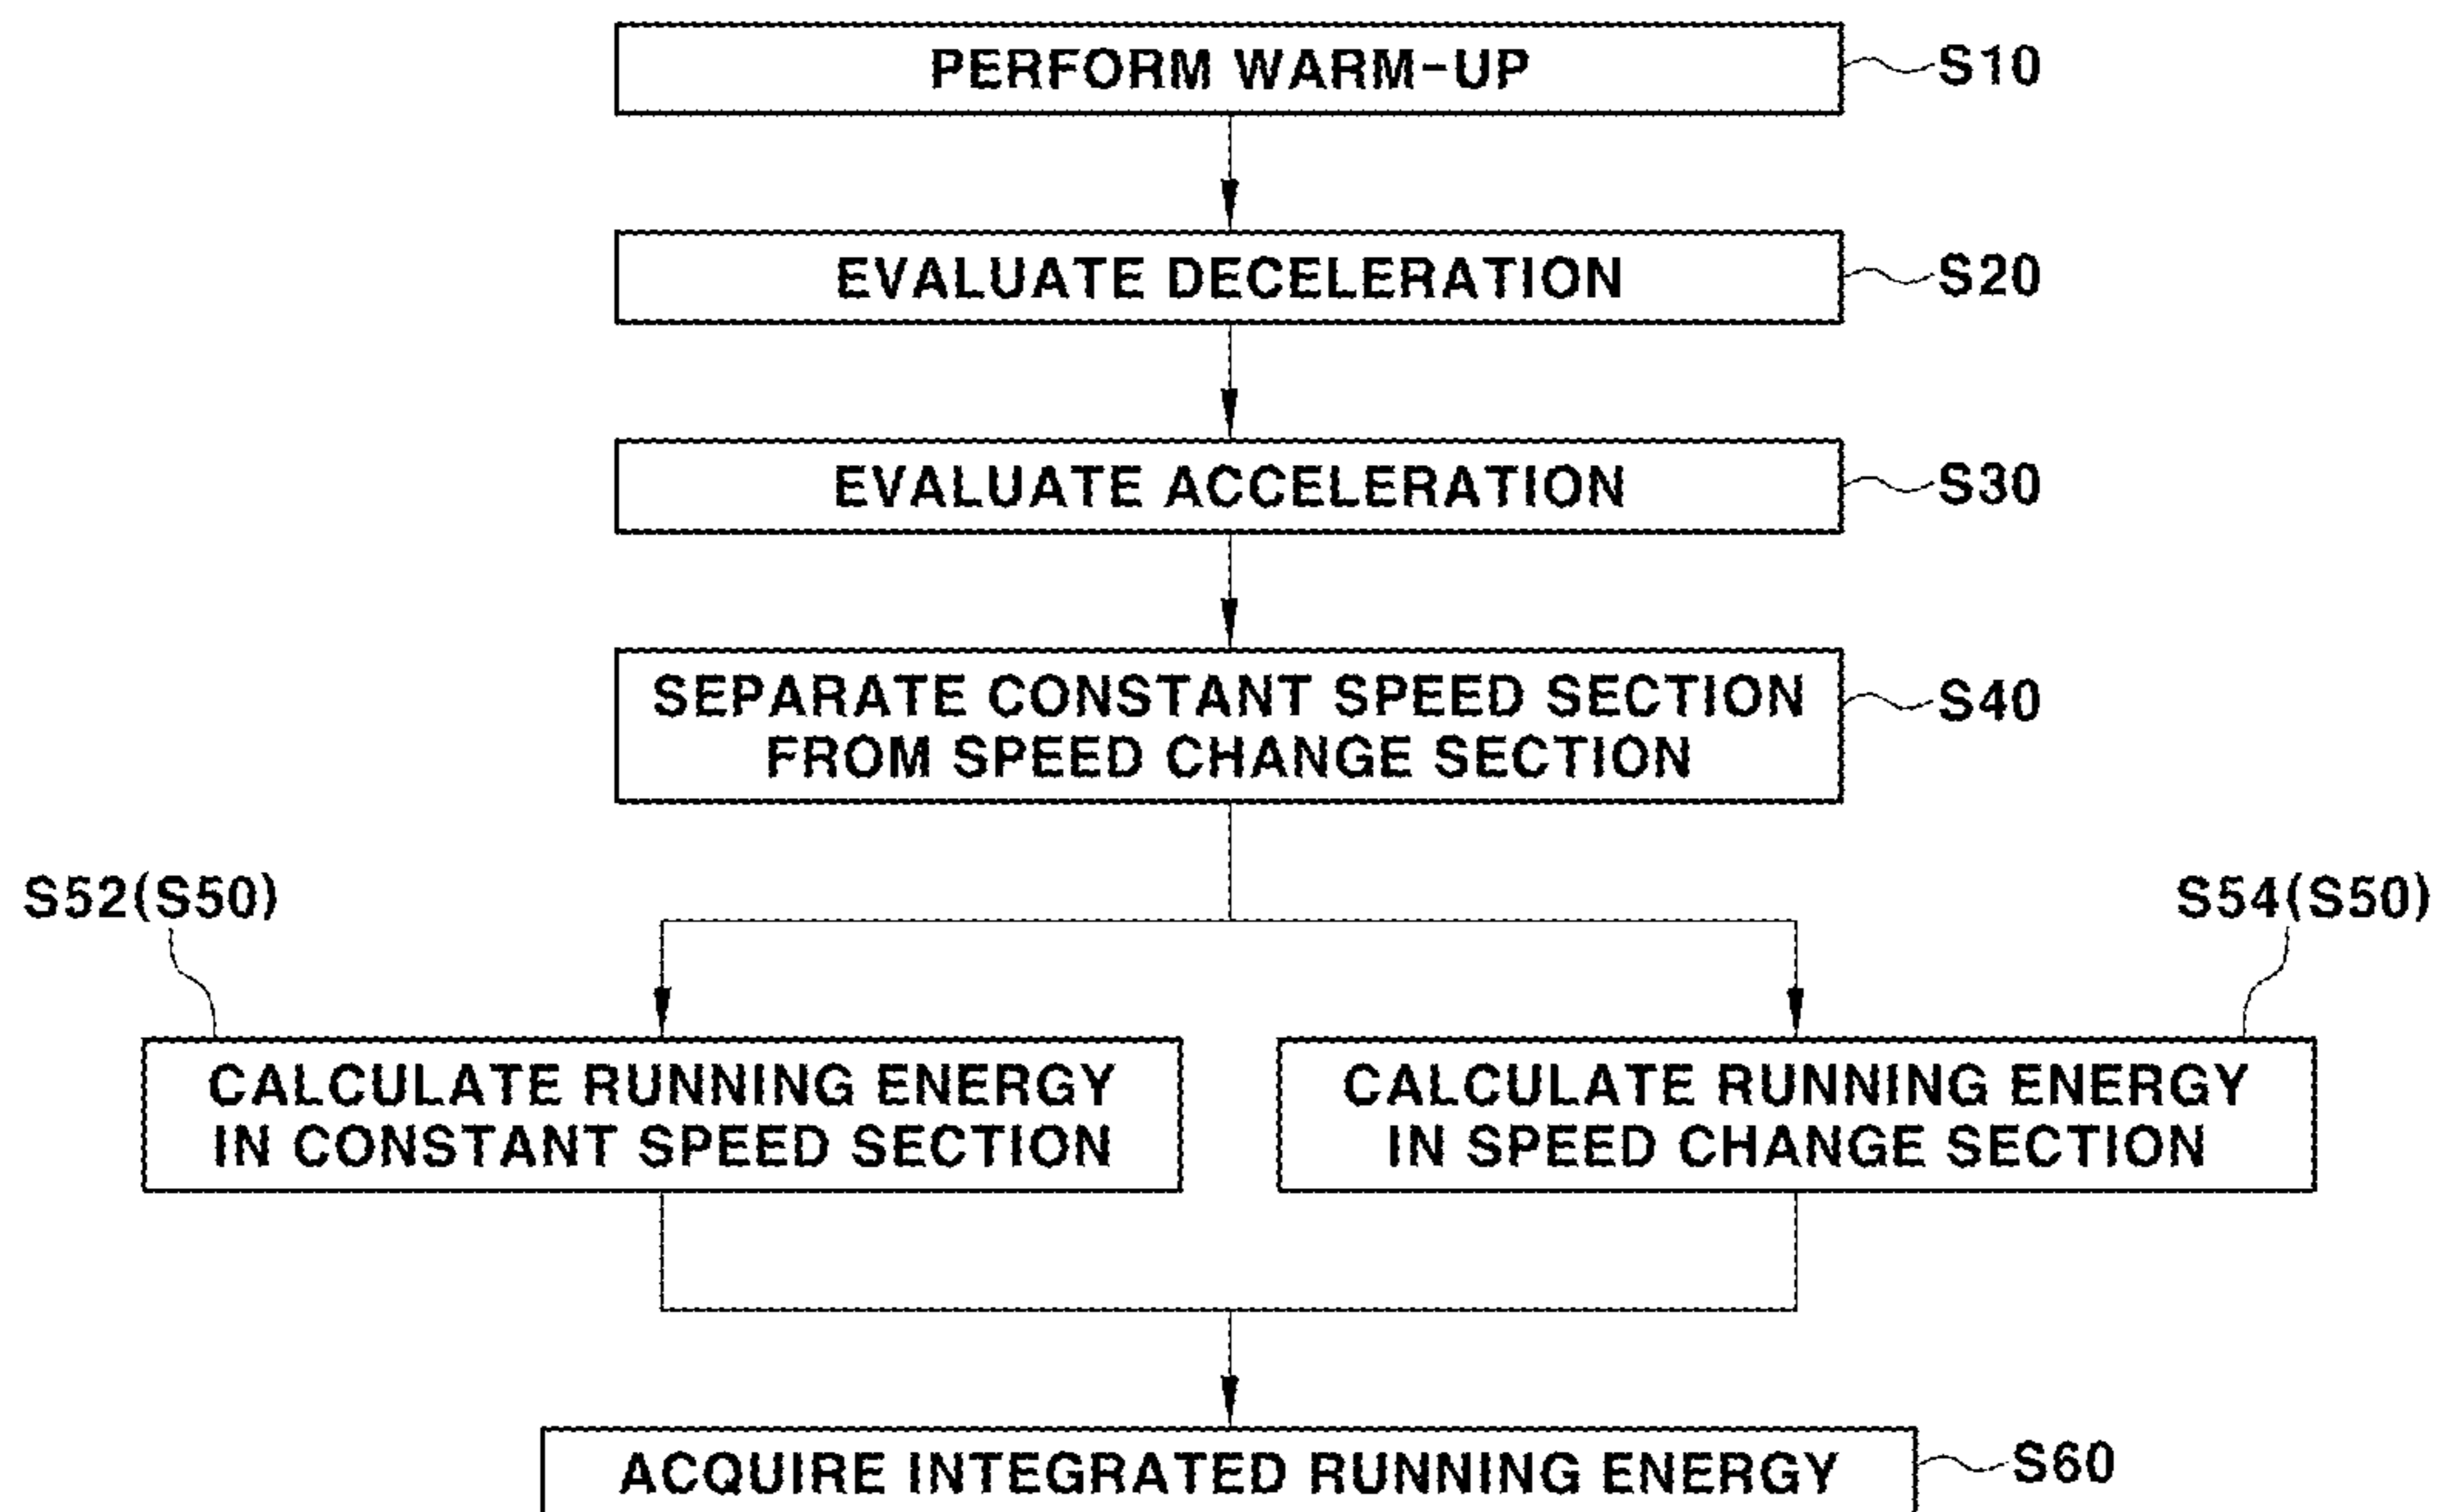 PERFORM WARM-UP
S10
EVALUATE DECELERATION
S20
EVALUATE ACCELERATION
S30
SEPARATE CONSTANT SPEED SECTION
FROM SPEED CHANGE SECTION
S40
S52(S50)
S54(S50)
CALCULATE RUNNING ENERGY
IN CONSTANT SPEED SECTION
CALCULATE RUNNING ENERGY
IN SPEED CHANGE SECTION
ACQUIRE INTEGRATED RUNNING ENERGY
S60